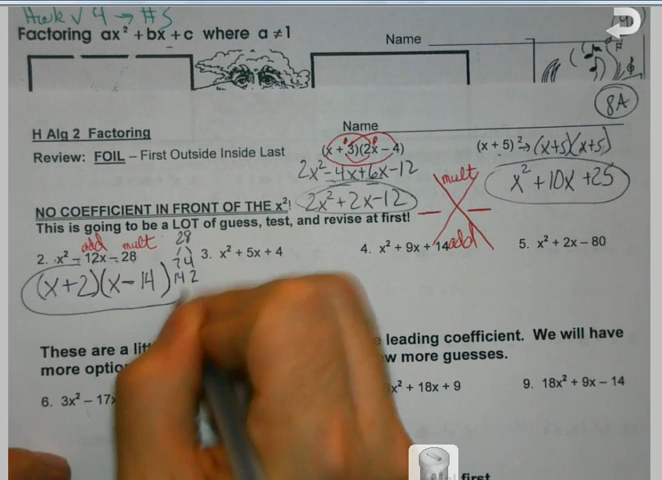 Hwk √ 4 → #5
Factoring ax² + bx + c where a ≠ 1
Name
8A
H Alg 2 Factoring
Name
Review: FOIL – First Outside Inside Last
(x + 3)(2x – 4)
2x² - 4x + 6x - 12
2x² + 2x - 12
(x + 5)² → (x+5)(x+5)
x² + 10x + 25
mult
add
NO COEFFICIENT IN FRONT OF THE x²!
This is going to be a LOT of guess, test, and revise at first!
add mult
28
2. x² – 12x – 28
14 2
(x+2)(x-14)
3. x² + 5x + 4
4. x² + 9x + 14
5. x² + 2x – 80
These are a
leading coefficient. We will have
more
more guesses.
6. 3x² – 17x
x² + 18x + 9
9. 18x² + 9x – 14
first